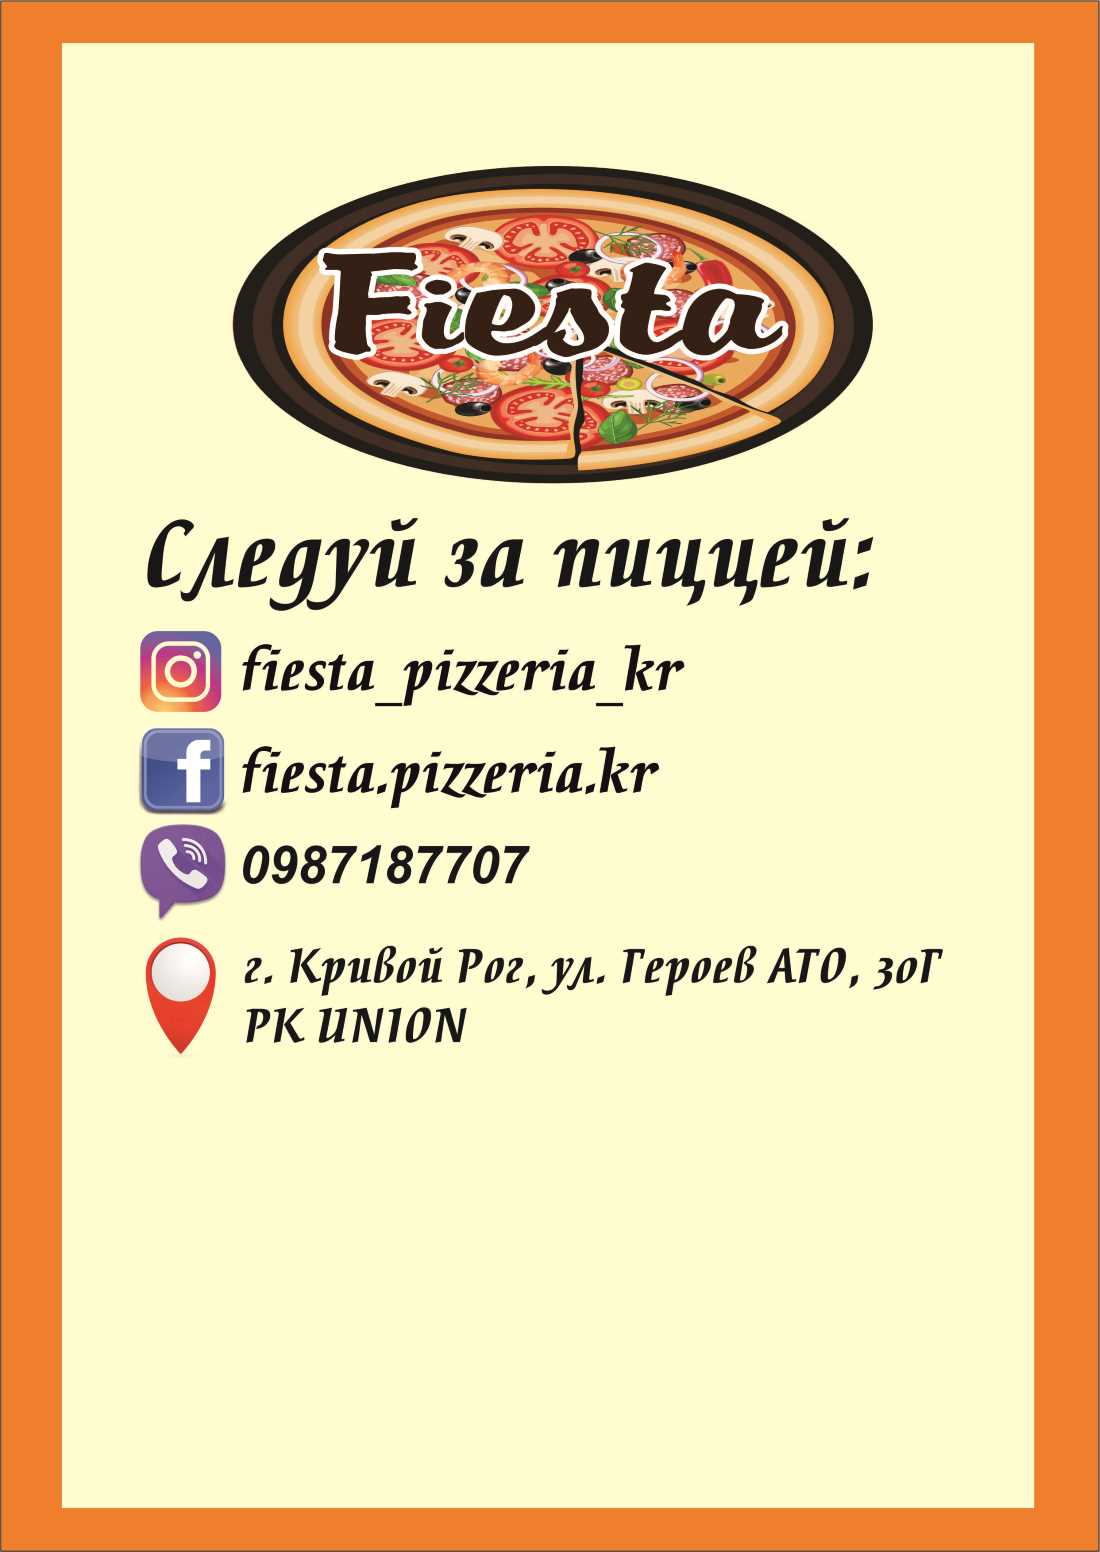 Fiesta
Следуй за пиццей:
fiesta_pizzeria_kr
fiesta.pizzeria.kr
0987187707
г. Кривой Рог, ул. Героев АТО, 30Г
РК UNION